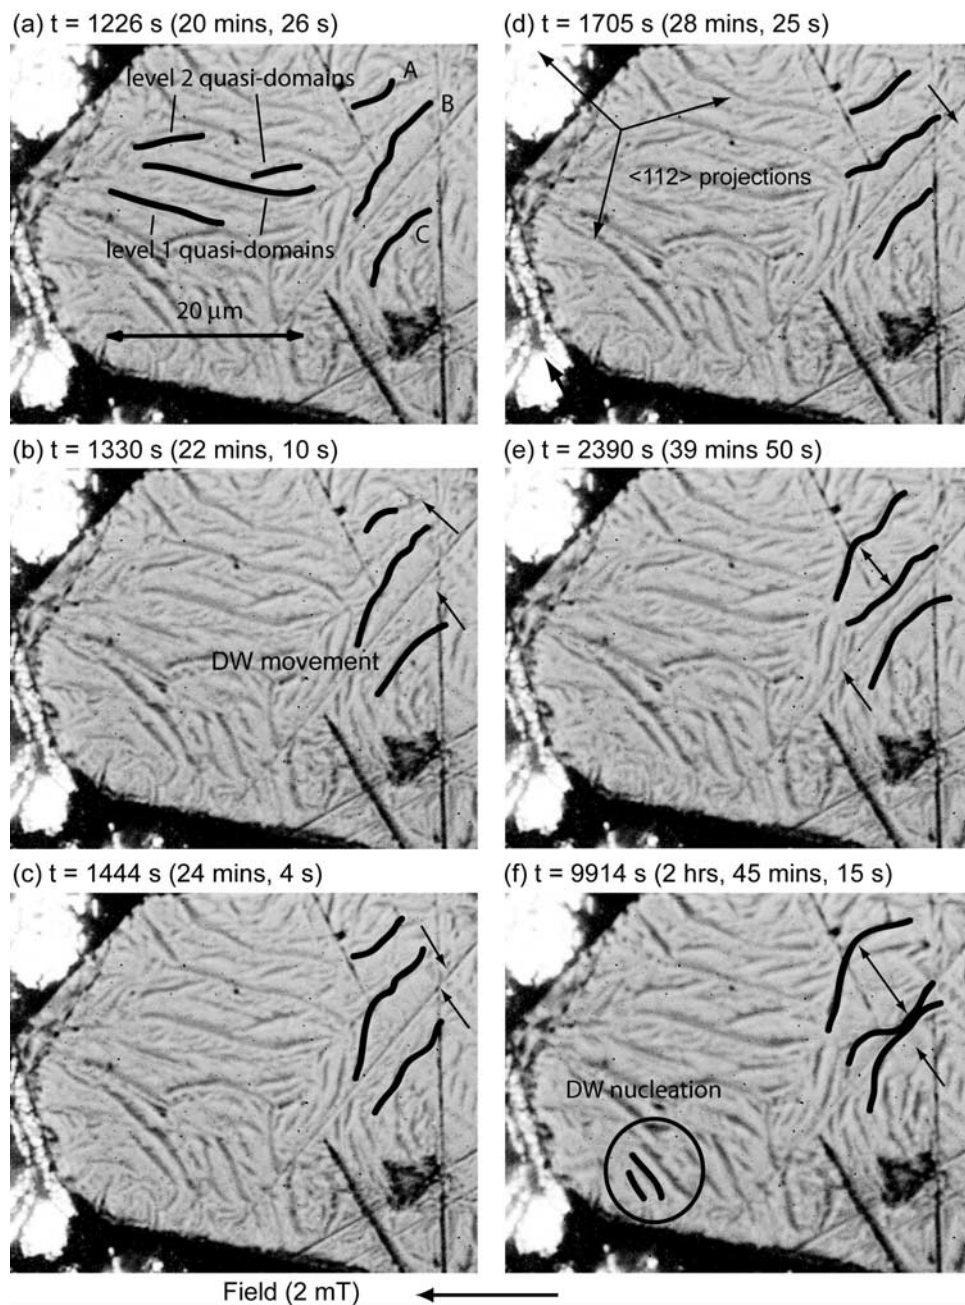 (a) t = 1226 s (20 mins, 26 s)
level 2 quasi-domains
A
B
C
level 1 quasi-domains
20 μm
(b) t = 1330 s (22 mins, 10 s)
DW movement
(c) t = 1444 s (24 mins, 4 s)
(d) t = 1705 s (28 mins, 25 s)
<112> projections
(e) t = 2390 s (39 mins 50 s)
(f) t = 9914 s (2 hrs, 45 mins, 15 s)
DW nucleation
Field (2 mT)